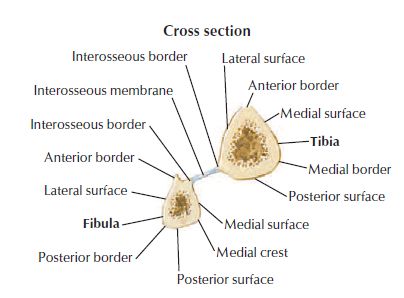 Cross section
Interosseous border
Lateral surface
Interosseous membrane
Anterior border
Interosseous border
Medial surface
Tibia
Anterior border
Medial border
Lateral surface
Posterior surface
Fibula
Medial surface
Posterior border
Medial crest
Posterior surface